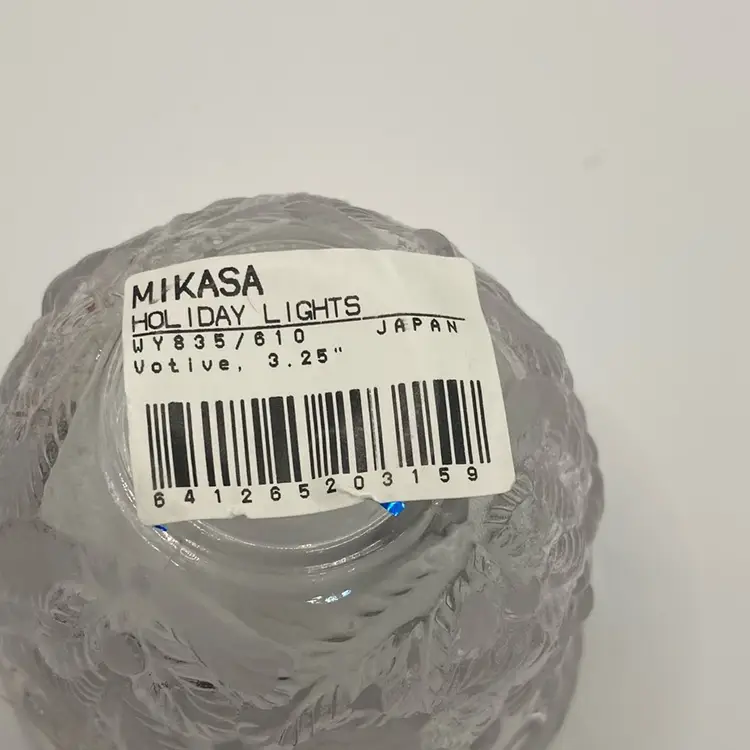 MIKASA
HOLIDAY LIGHTS
WY835/610 JAPAN
Votive, 3.25"
641265203159